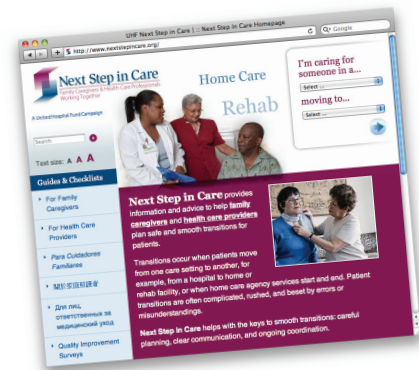 UHF Next Step in Care | :: Next Step in Care Homepage
http://www.nextstepincare.org/
Google
Next Step in Care
Family Caregivers & Health Care Professionals
Working Together
A United Hospital Fund Campaign
Home Care
Rehab
I'm caring for
someone in a...
Select ...
moving to...
Select ...
Search
Text size: A A A
Guides & Checklists
For Family
Caregivers
For Health Care
Providers
Para Cuidadores
Familiares
Для лиц,
ответственных за
медицинский уход
Quality Improvement
Surveys
Next Step in Care provides
information and advice to help family
caregivers and health care providers
plan safe and smooth transitions for
patients.
Transitions occur when patients move
from one care setting to another, for
example, from a hospital to home or
rehab facility, or when home care agency services start and end. Patient
transitions are often complicated, rushed, and beset by errors or
misunderstandings.
Next Step in Care helps with the keys to smooth transitions: careful
planning, clear communication, and ongoing coordination.